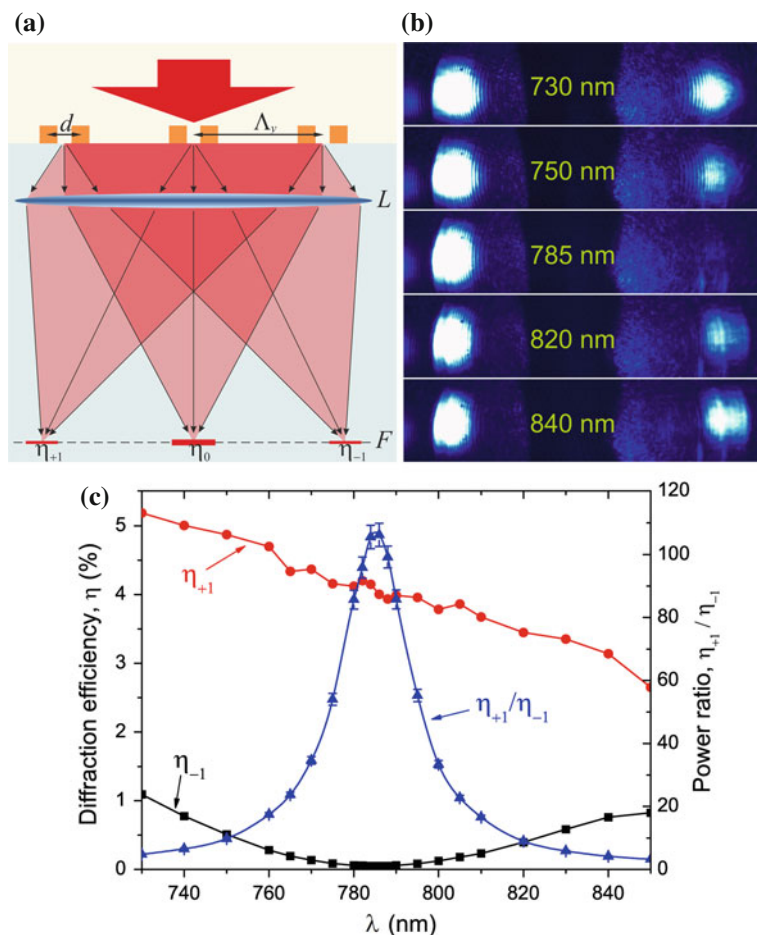 (a)
d
Λv
L
F
η+1
η0
η−1
(b)
730 nm
750 nm
785 nm
820 nm
840 nm
(c)
Diffraction efficiency, η (%)
5
4
3
2
1
0
η+1
η+1/η−1
η−1
120
100
80
60
40
20
0
Power ratio, η+1 / η−1
740 760 780 800 820 840
λ (nm)